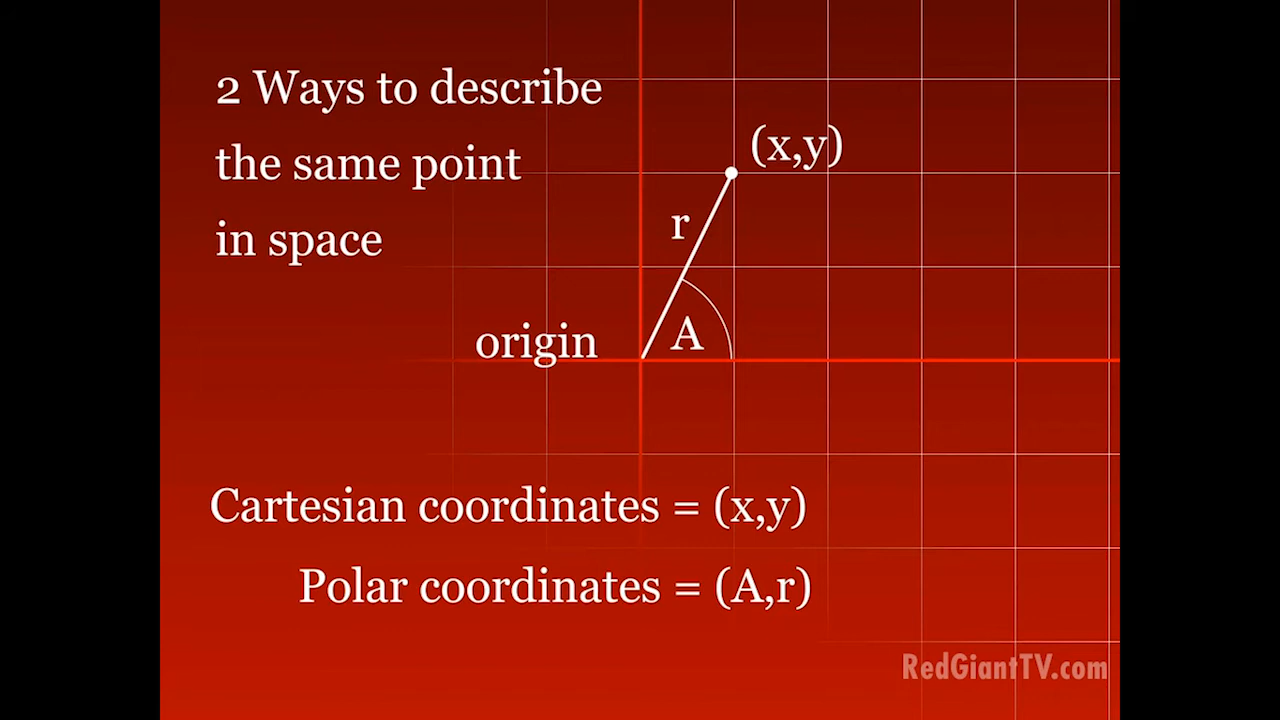 2 Ways to describe
the same point
in space
(x,y)
r
A
origin
Cartesian coordinates = (x,y)
Polar coordinates = (A,r)
RedGiantTV.com